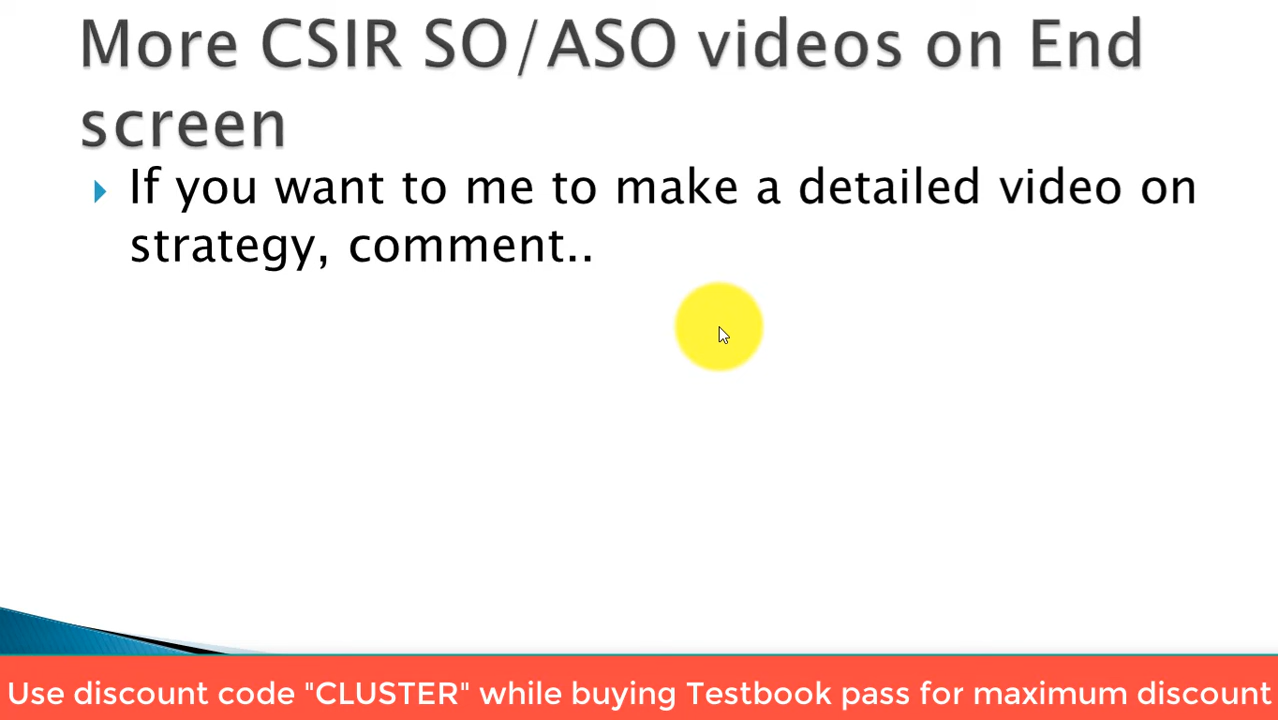 More CSIR SO/ASO videos on End
screen
If you want to me to make a detailed video on
strategy, comment..
Use discount code "CLUSTER" while buying Testbook pass for maximum discount